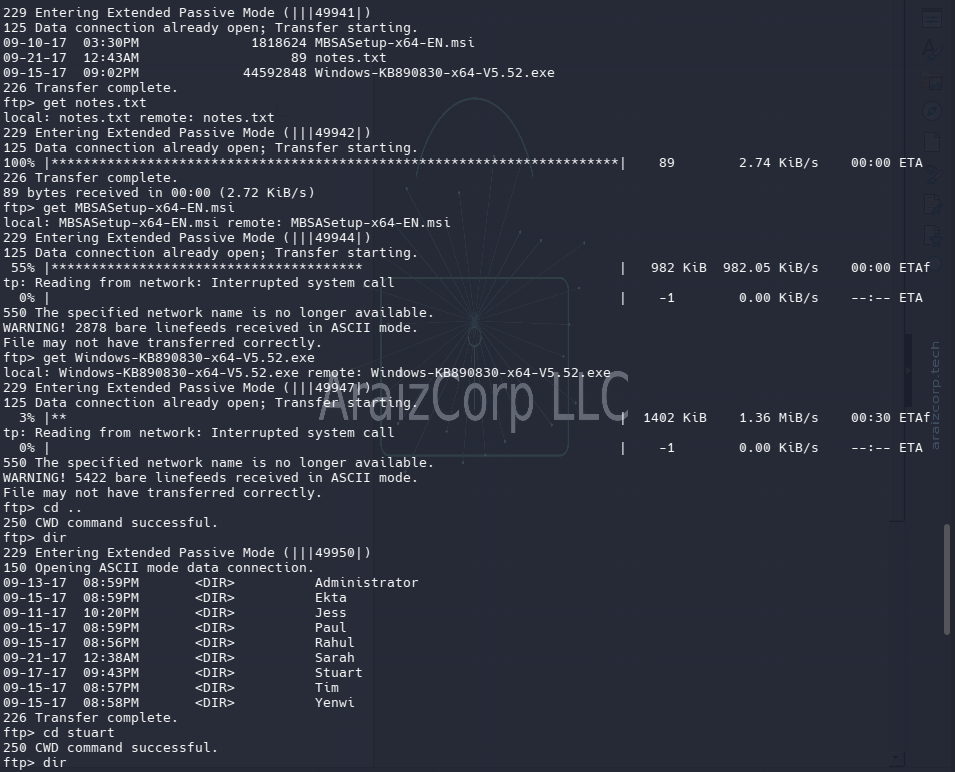 229 Entering Extended Passive Mode (|||49941|)
125 Data connection already open; Transfer starting.
09-10-17  03:30PM              1818624 MBSASetup-x64-EN.msi
09-21-17  12:43AM                   89 notes.txt
09-15-17  09:02PM             44592848 Windows-KB890830-x64-V5.52.exe
226 Transfer complete.
ftp> get notes.txt
local: notes.txt remote: notes.txt
229 Entering Extended Passive Mode (|||49942|)
125 Data connection already open; Transfer starting.
100% |***********************************************************************|    89        2.74 KiB/s    00:00 ETA
226 Transfer complete.
89 bytes received in 00:00 (2.72 KiB/s)
ftp> get MBSASetup-x64-EN.msi
local: MBSASetup-x64-EN.msi remote: MBSASetup-x64-EN.msi
229 Entering Extended Passive Mode (|||49944|)
125 Data connection already open; Transfer starting.
 55% |***************************************                                |   982 KiB  982.05 KiB/s    00:00 ETAf
tp: Reading from network: Interrupted system call
  0% |                                                                       |    -1        0.00 KiB/s    --:-- ETA
550 The specified network name is no longer available.
WARNING! 2878 bare linefeeds received in ASCII mode.
File may not have transferred correctly.
ftp> get Windows-KB890830-x64-V5.52.exe
local: Windows-KB890830-x64-V5.52.exe remote: Windows-KB890830-x64-V5.52.exe
229 Entering Extended Passive Mode (|||49947|)
125 Data connection already open; Transfer starting.
  3% |**                                                                     |  1402 KiB    1.36 MiB/s    00:30 ETAf
tp: Reading from network: Interrupted system call
  0% |                                                                       |    -1        0.00 KiB/s    --:-- ETA
550 The specified network name is no longer available.
WARNING! 5422 bare linefeeds received in ASCII mode.
File may not have transferred correctly.
ftp> cd ..
250 CWD command successful.
ftp> dir
229 Entering Extended Passive Mode (|||49950|)
150 Opening ASCII mode data connection.
09-13-17  08:59PM       <DIR>          Administrator
09-15-17  08:59PM       <DIR>          Ekta
09-11-17  10:20PM       <DIR>          Jess
09-15-17  08:59PM       <DIR>          Paul
09-15-17  08:56PM       <DIR>          Rahul
09-21-17  12:38AM       <DIR>          Sarah
09-17-17  09:43PM       <DIR>          Stuart
09-15-17  08:57PM       <DIR>          Tim
09-15-17  08:58PM       <DIR>          Yenwi
226 Transfer complete.
ftp> cd stuart
250 CWD command successful.
ftp> dir
AraizCorp LLC
araizcorp.tech